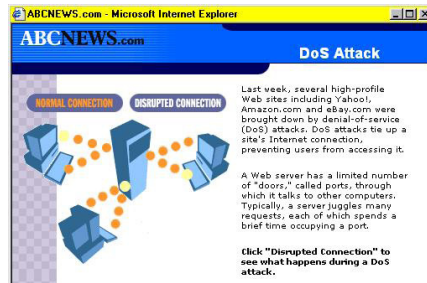 ABCNEWS.com - Microsoft Internet Explorer
ABCNEWS.com
DoS Attack
NORMAL CONNECTION
DISRUPTED CONNECTION
Last week, several high-profile
Web sites including Yahoo!,
Amazon.com and eBay.com were
brought down by denial-of-service
(DoS) attacks. DoS attacks tie up a
site's Internet connection,
preventing users from accessing it.
A Web server has a limited number
of "doors," called ports, through
which it talks to other computers.
Typically, a server juggles many
requests, each of which spends a
brief time occupying a port.
Click "Disrupted Connection" to
see what happens during a DoS
attack.